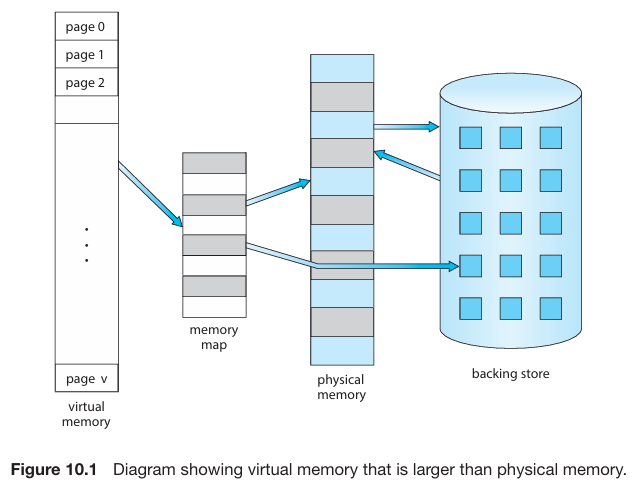 page 0
page 1
page 2
page v
virtual
memory
memory
map
physical
memory
backing store
Figure 10.1 Diagram showing virtual memory that is larger than physical memory.